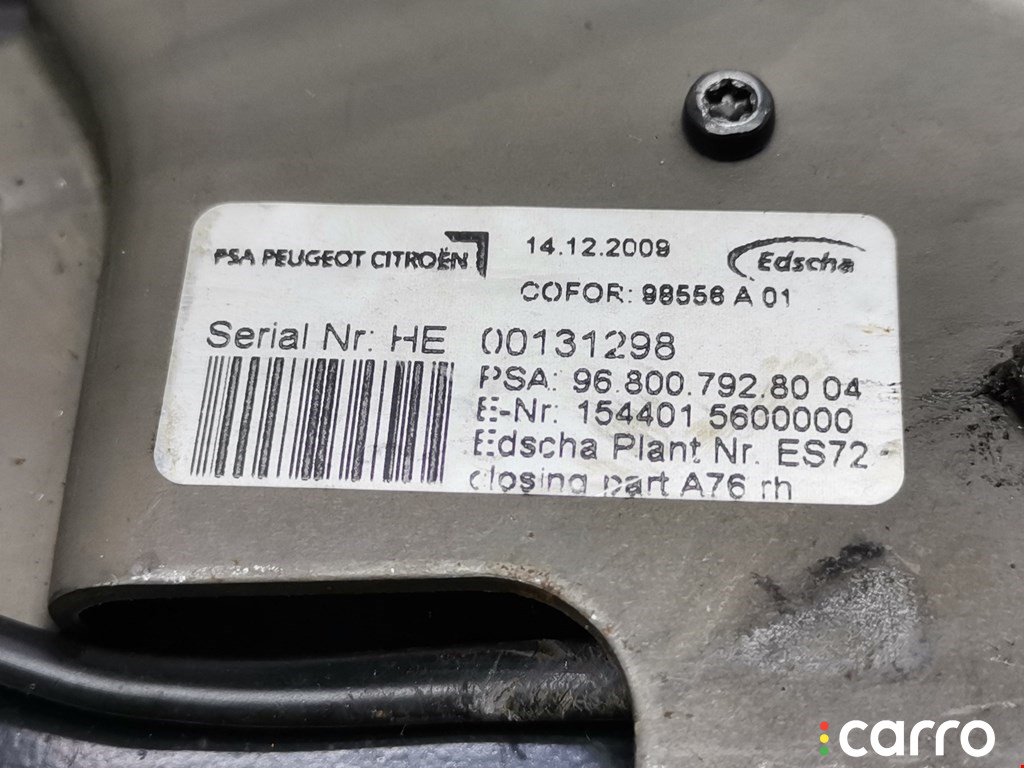 PSA PEUGEOT CITROËN
14.12.2009
Edscha
COFOR: 98556 A 01
Serial Nr: HE 00131298
PSA: 96.800.792.80 04
E-Nr: 154401 5600000
Edscha Plant Nr. ES72
closing part A76 rh
carro